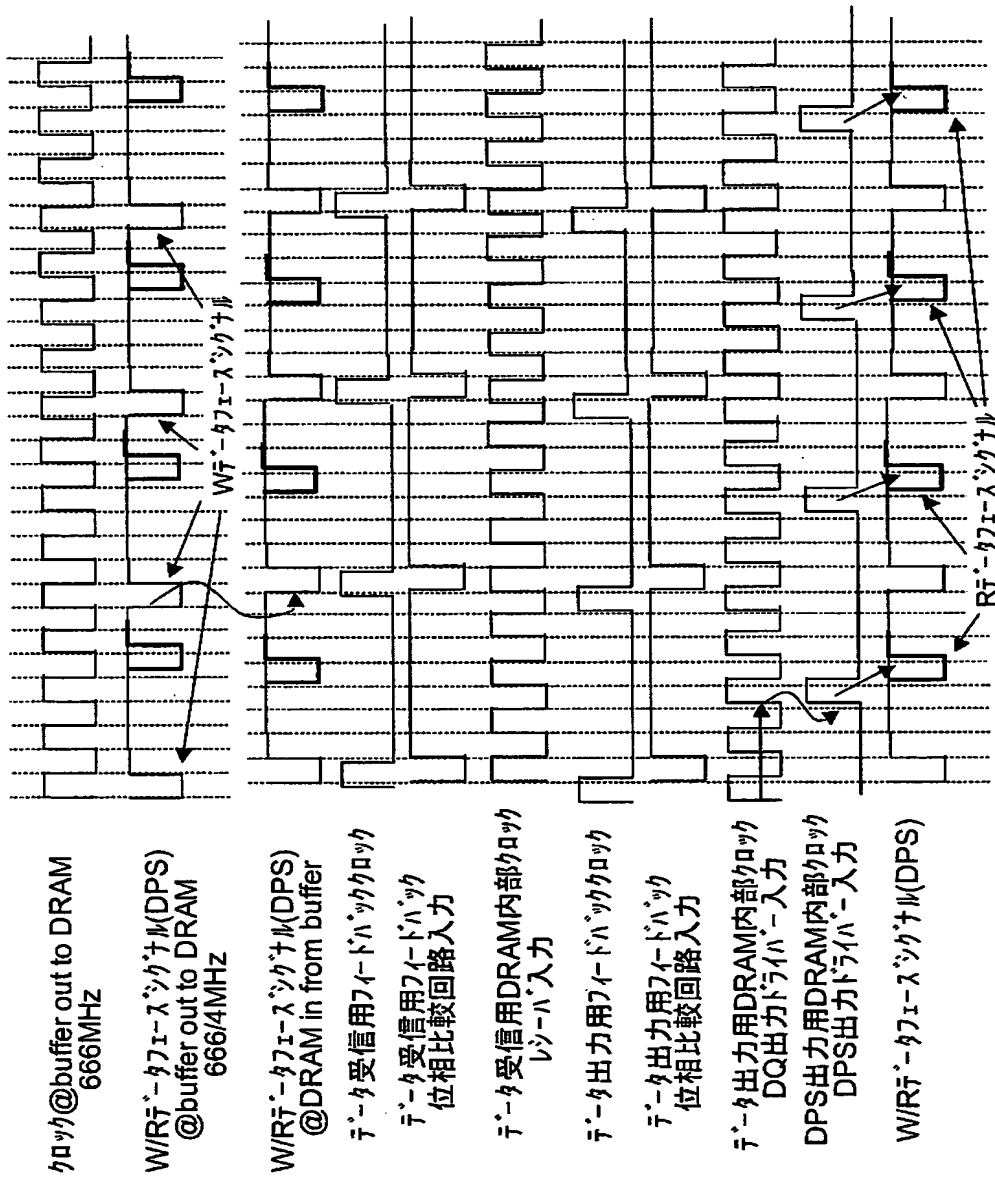 クロック@buffer out to DRAM
666MHz
W/Rデータフェーズシグナル(DPS)
@buffer out to DRAM
666/4MHz
W/Rデータフェーズシグナル(DPS)
@DRAM in from buffer
データ受信用フィードバッククロック
データ受信用フィードバック
位相比較回路入力
データ受信用DRAM内部クロック
レシーバ入力
データ出力用フィードバッククロック
データ出力用フィードバック
位相比較回路入力
データ出力用DRAM内部クロック
DQ出力ドライバー入力
DPS出力用DRAM内部クロック
DPS出力ドライバー入力
W/Rデータフェーズシグナル(DPS)
Wデータフェーズシグナル
Rデータフェーズシグナル